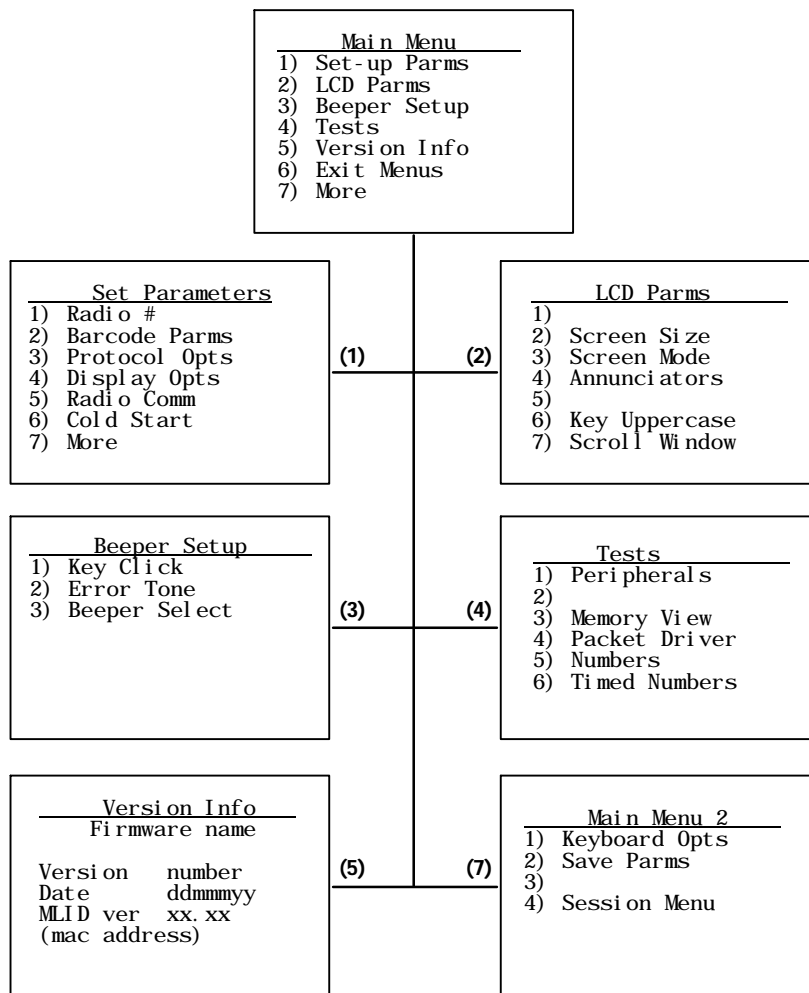 Main Menu
1) Set-up Parms
2) LCD Parms
3) Beeper Setup
4) Tests
5) Version Info
6) Exit Menus
7) More
Set Parameters
1) Radio #
2) Barcode Parms
3) Protocol Opts
4) Display Opts
5) Radio Comm
6) Cold Start
7) More
(1)
(2)
LCD Parms
1)
2) Screen Size
3) Screen Mode
4) Annunciators
5)
6) Key Uppercase
7) Scroll Window
Beeper Setup
1) Key Click
2) Error Tone
3) Beeper Select
(3)
(4)
Tests
1) Peripherals
2)
3) Memory View
4) Packet Driver
5) Numbers
6) Timed Numbers
Version Info
Firmware name
Version number
Date ddmmmyy
MLID ver xx.xx
(mac address)
(5)
(7)
Main Menu 2
1) Keyboard Opts
2) Save Parms
3)
4) Session Menu